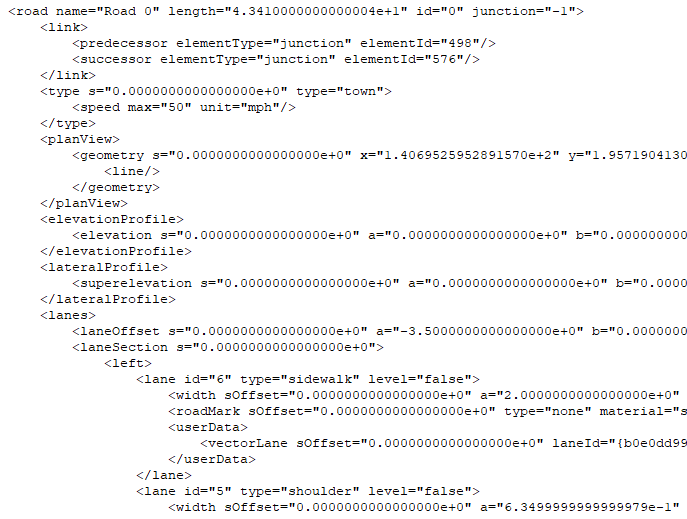 <road name="Road 0" length="4.3410000000000004e+1" id="0" junction="-1">
<link>
<predecessor elementType="junction" elementId="498"/>
<successor elementType="junction" elementId="576"/>
</link>
<type s="0.0000000000000000e+0" type="town">
<speed max="50" unit="mph"/>
</type>
<planView>
<geometry s="0.0000000000000000e+0" x="1.4069525952891570e+2" y="1.9571904130
<line/>
</geometry>
</planView>
<elevationProfile>
<elevation s="0.0000000000000000e+0" a="0.0000000000000000e+0" b="0.000000000
</elevationProfile>
<lateralProfile>
<superelevation s="0.0000000000000000e+0" a="0.0000000000000000e+0" b="0.0000
</lateralProfile>
<lanes>
<laneOffset s="0.0000000000000000e+0" a="-3.5000000000000000e+0" b="0.0000000
<laneSection s="0.0000000000000000e+0">
<left>
<lane id="6" type="sidewalk" level="false">
<width sOffset="0.0000000000000000e+0" a="2.0000000000000000e+0"
<roadMark sOffset="0.0000000000000000e+0" type="none" material="s
<userData>
<vectorLane sOffset="0.0000000000000000e+0" laneId="{b0e0dd99
</userData>
</lane>
<lane id="5" type="shoulder" level="false">
<width sOffset="0.0000000000000000e+0" a="6.3499999999999979e-1"